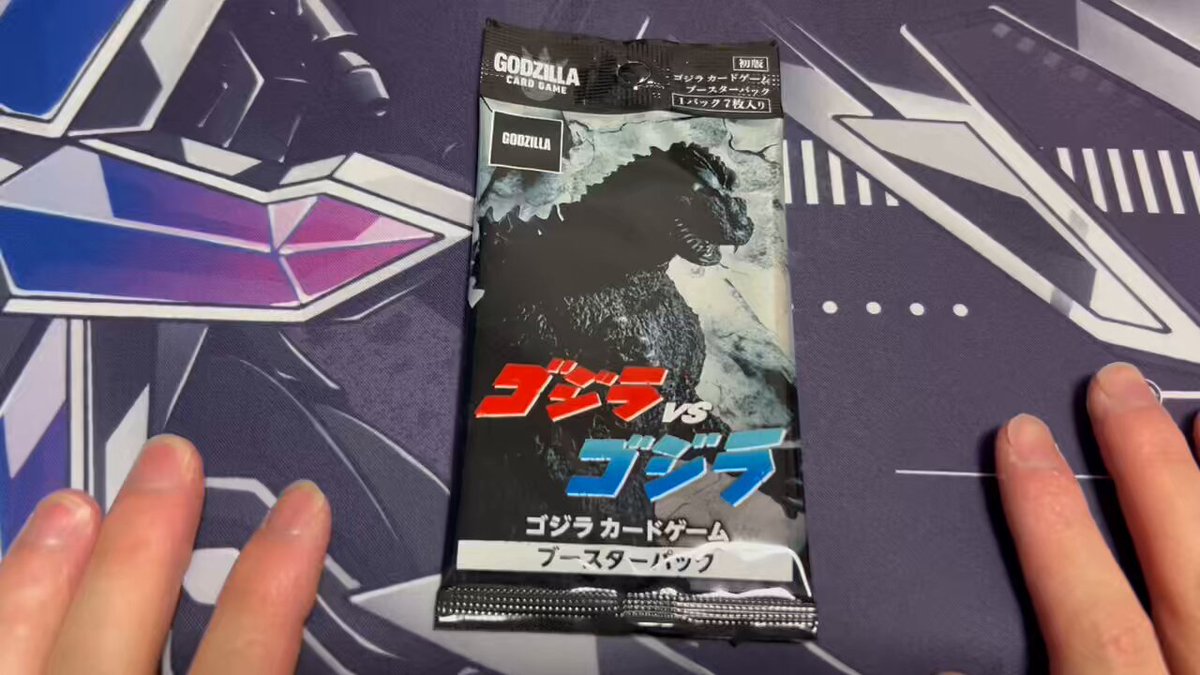 GODZILLA
CARD GAME
初版
ゴジラ カードゲーム
ブースターパック
1パック7枚入り
GODZILLA
ゴジラ
VS
ゴジラ
ゴジラ カードゲーム
ブースターパック